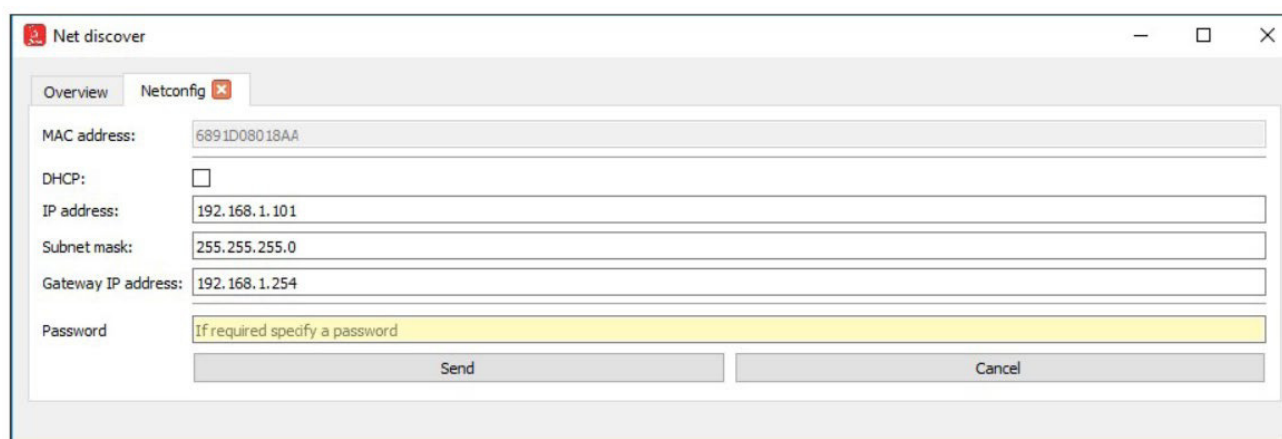 Net discover
Overview Netconfig
MAC address: 6891D08018AA
DHCP:
IP address: 192.168.1.101
Subnet mask: 255.255.255.0
Gateway IP address: 192.168.1.254
Password If required specify a password
Send Cancel